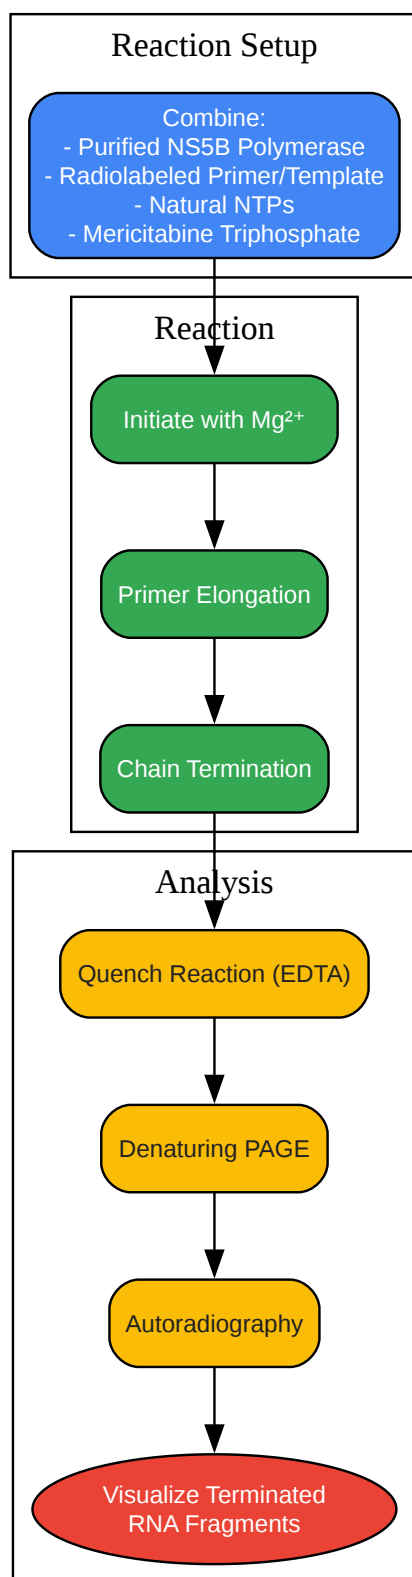 Reaction Setup
Combine:
- Purified NS5B Polymerase
- Radiolabeled Primer/Template
- Natural NTPs
- Mericitabine Triphosphate
Reaction
Initiate with Mg²⁺
Primer Elongation
Chain Termination
Analysis
Quench Reaction (EDTA)
Denaturing PAGE
Autoradiography
Visualize Terminated
RNA Fragments